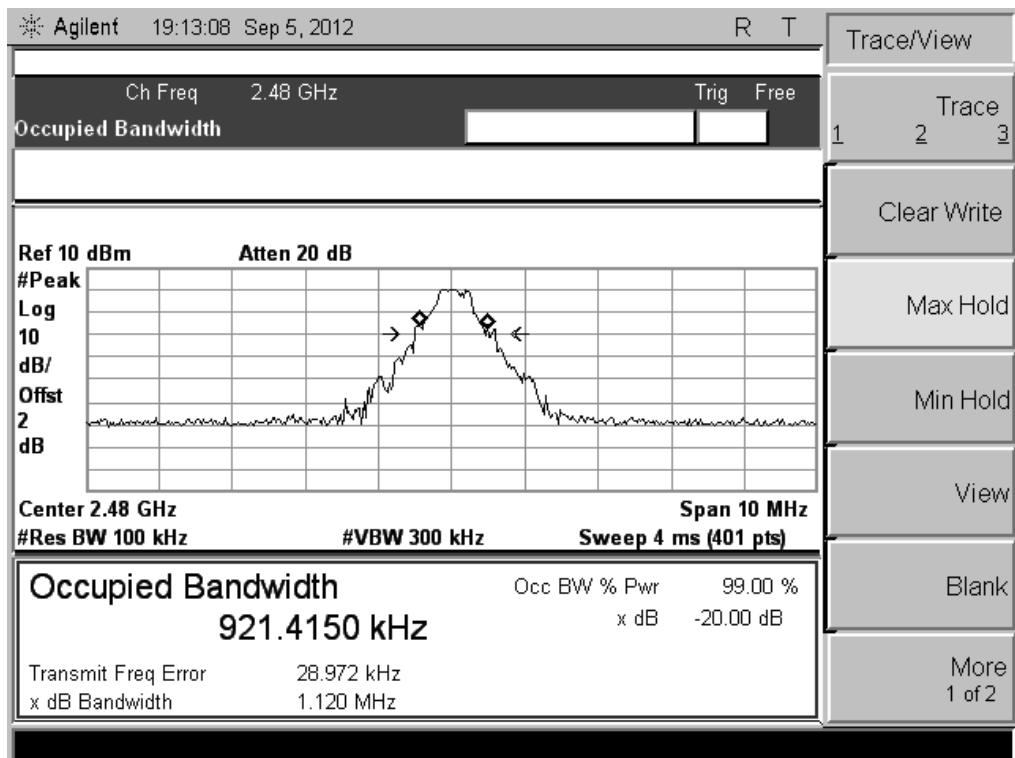 Agilent 19:13:08 Sep 5, 2012 R T
Trace/View
Ch Freq 2.48 GHz Trig Free
Occupied Bandwidth
Trace
1 2 3
Clear Write
Max Hold
Min Hold
View
Blank
More
1 of 2
Ref 10 dBm Atten 20 dB
#Peak
Log
10
dB/
Offst
2
dB
Center 2.48 GHz Span 10 MHz
#Res BW 100 kHz #VBW 300 kHz Sweep 4 ms (401 pts)
Occupied Bandwidth Occ BW % Pwr 99.00 %
921.4150 kHz x dB -20.00 dB
Transmit Freq Error 28.972 kHz
x dB Bandwidth 1.120 MHz